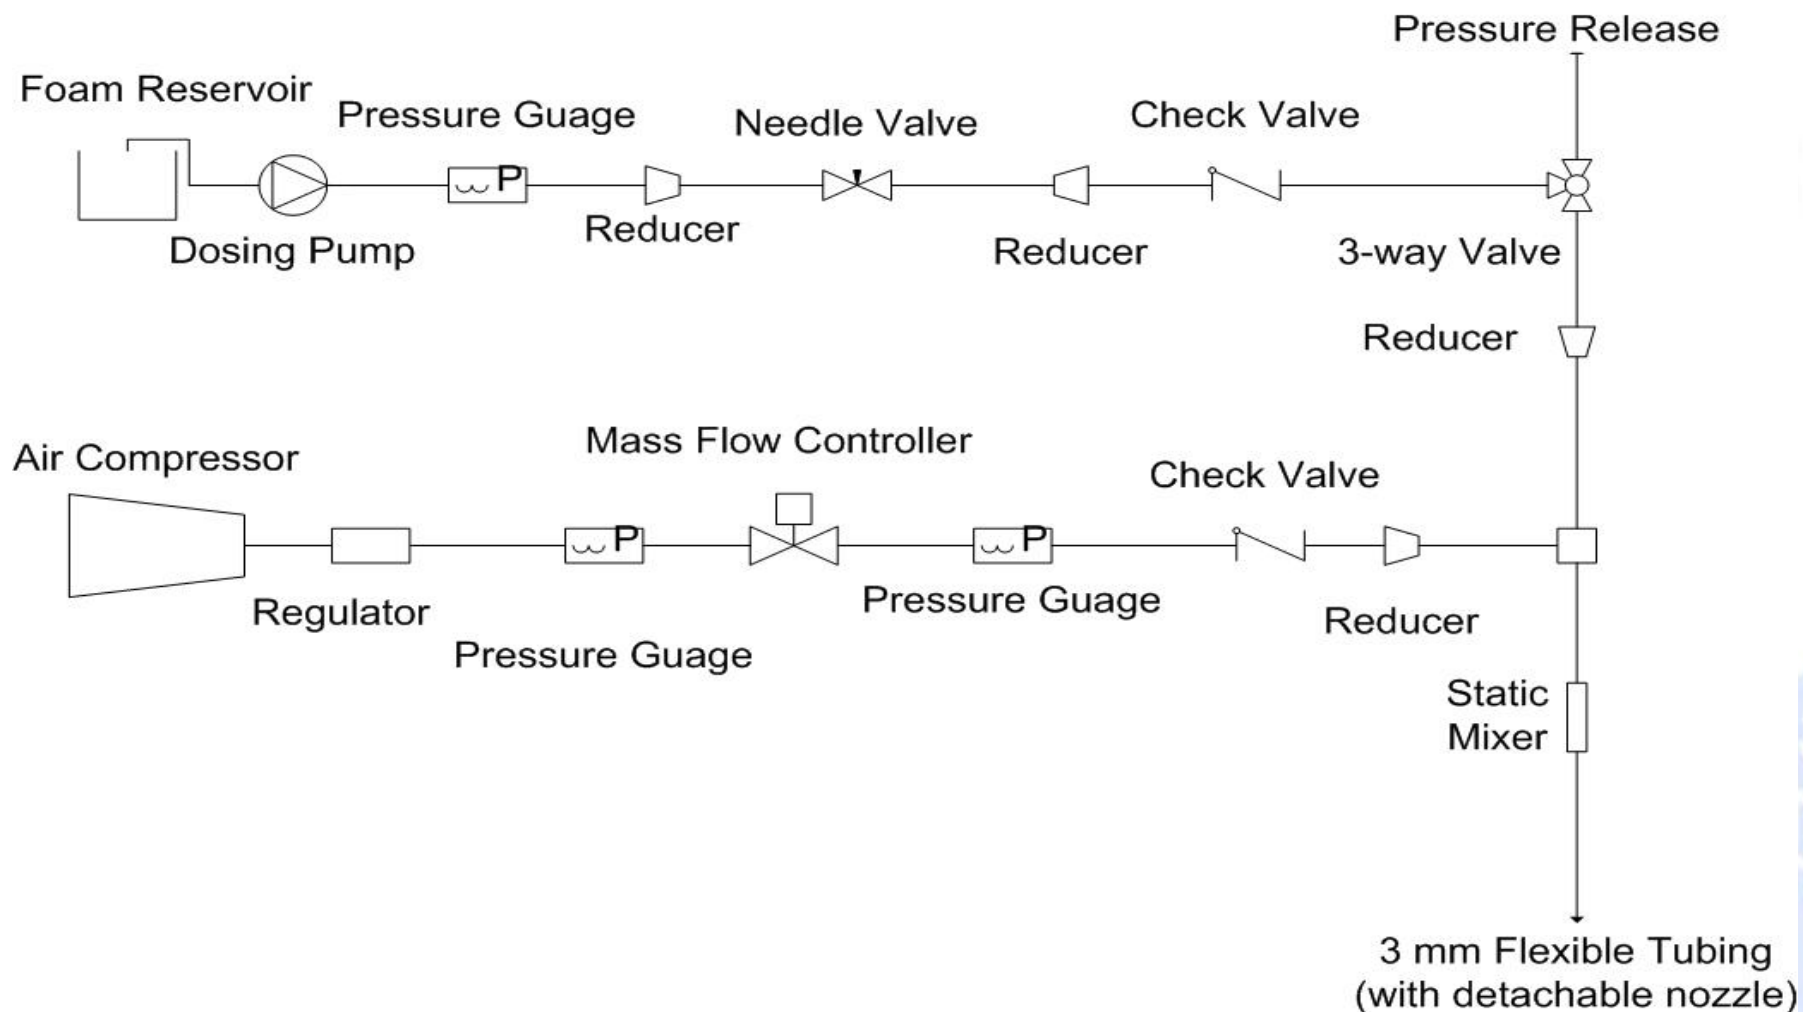 Pressure Release
Foam Reservoir
Pressure Guage
Needle Valve
Check Valve
P
Dosing Pump
Reducer
Reducer
3-way Valve
Reducer
Air Compressor
Mass Flow Controller
Check Valve
P
P
Regulator
Pressure Guage
Pressure Guage
Reducer
Static
Mixer
3 mm Flexible Tubing
(with detachable nozzle)